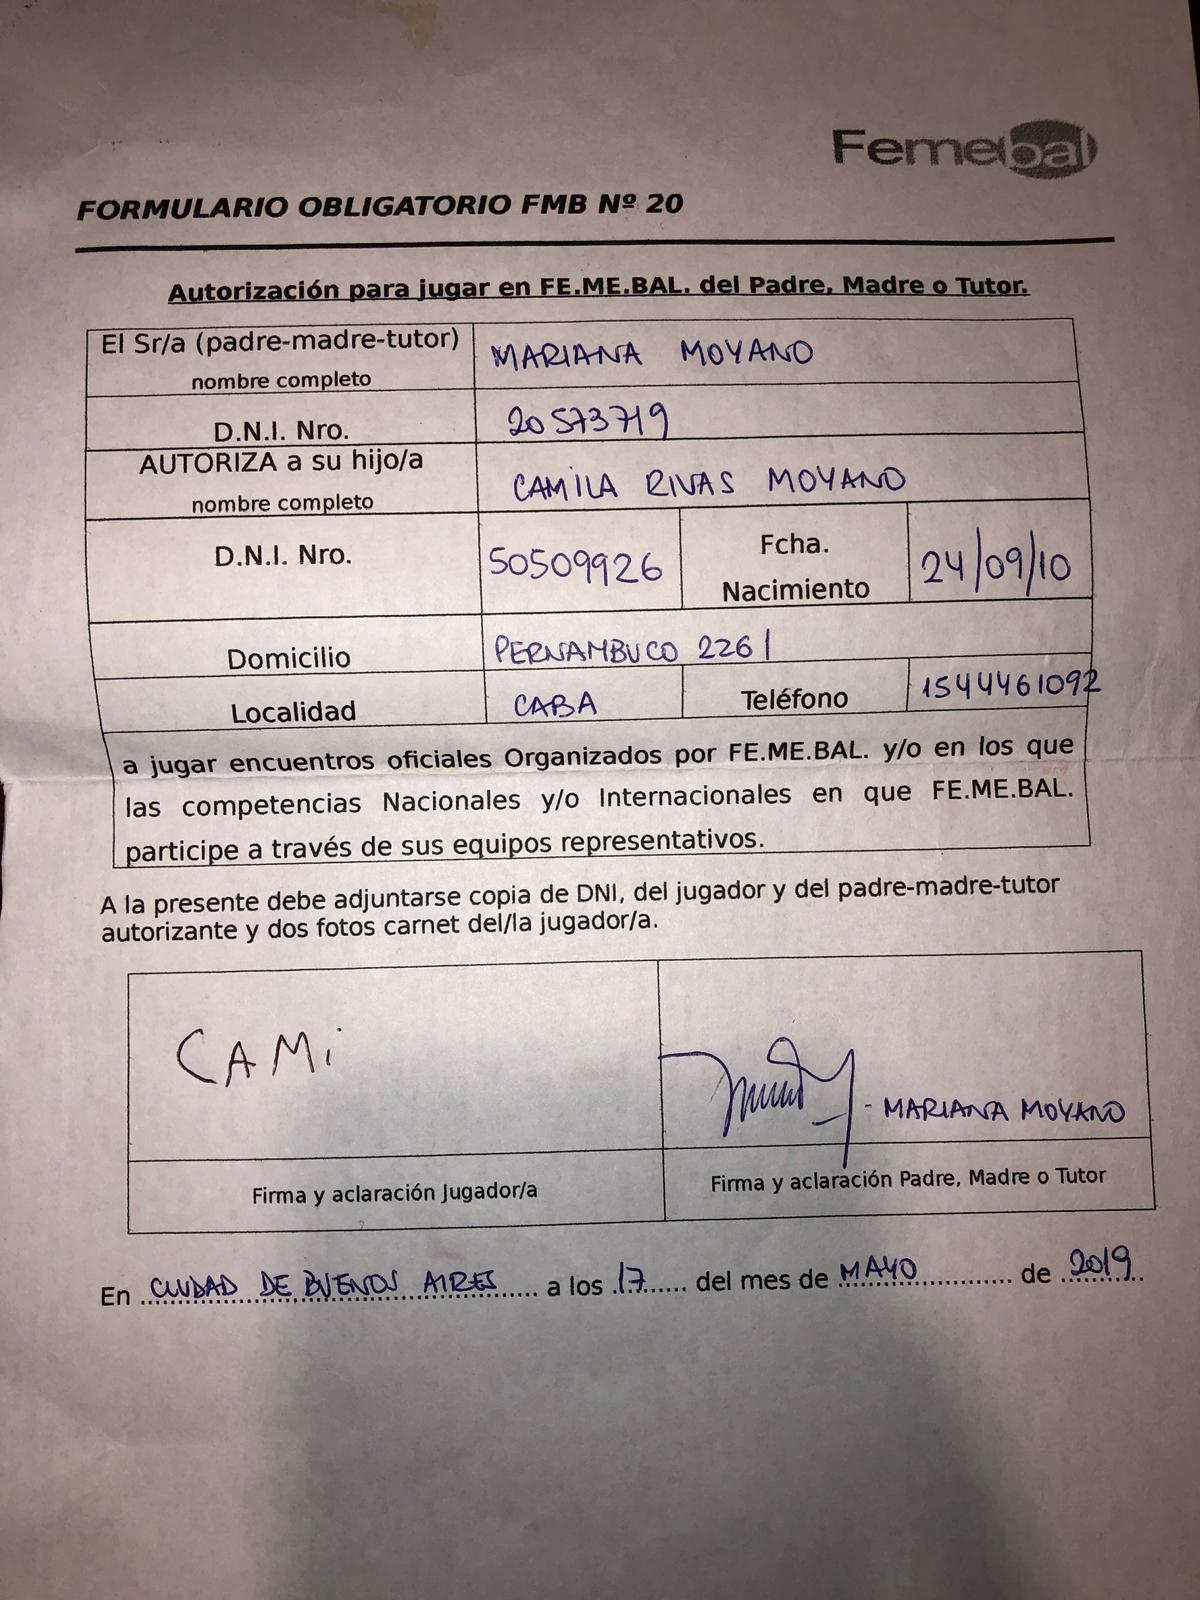 Femebal
FORMULARIO OBLIGATORIO FMB Nº 20
Autorización para jugar en FE.ME.BAL. del Padre, Madre o Tutor.
El Sr/a (padre-madre-tutor) MARIANA MOYANO
nombre completo
D.N.I. Nro. 20573719
AUTORIZA a su hijo/a CAMiLA RIVAS MOYANO
nombre completo
D.N.I. Nro. 50509926 Fcha. 24/09/10
Nacimiento
Domicilio PERNAMBUCO 2261
Localidad CABA Teléfono 1544461092
a jugar encuentros oficiales Organizados por FE.ME.BAL. y/o en los que
las competencias Nacionales y/o Internacionales en que FE.ME.BAL.
participe a través de sus equipos representativos.
A la presente debe adjuntarse copia de DNI, del jugador y del padre-madre-tutor
autorizante y dos fotos carnet del/la jugador/a.
CAMi
- MARIANA MOYANO
Firma y aclaración Jugador/a Firma y aclaración Padre, Madre o Tutor
En CIUDAD DE BUENOS AIRES a los 17 del mes de MAYO de 2019